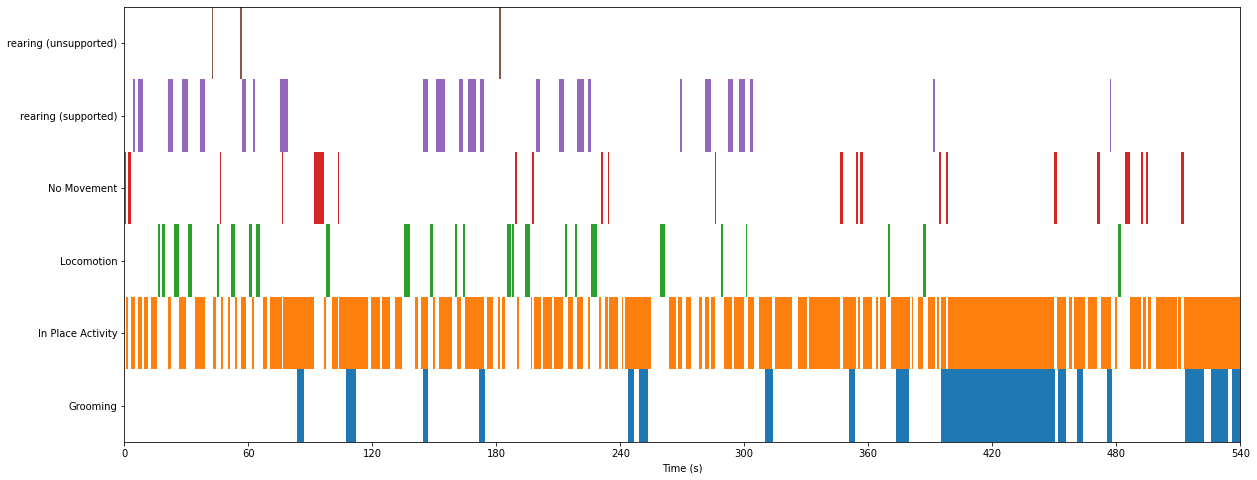 rearing (unsupported)
rearing (supported)
No Movement
Locomotion
In Place Activity
Grooming
0 60 120 180 240 300 360 420 480 540
Time (s)